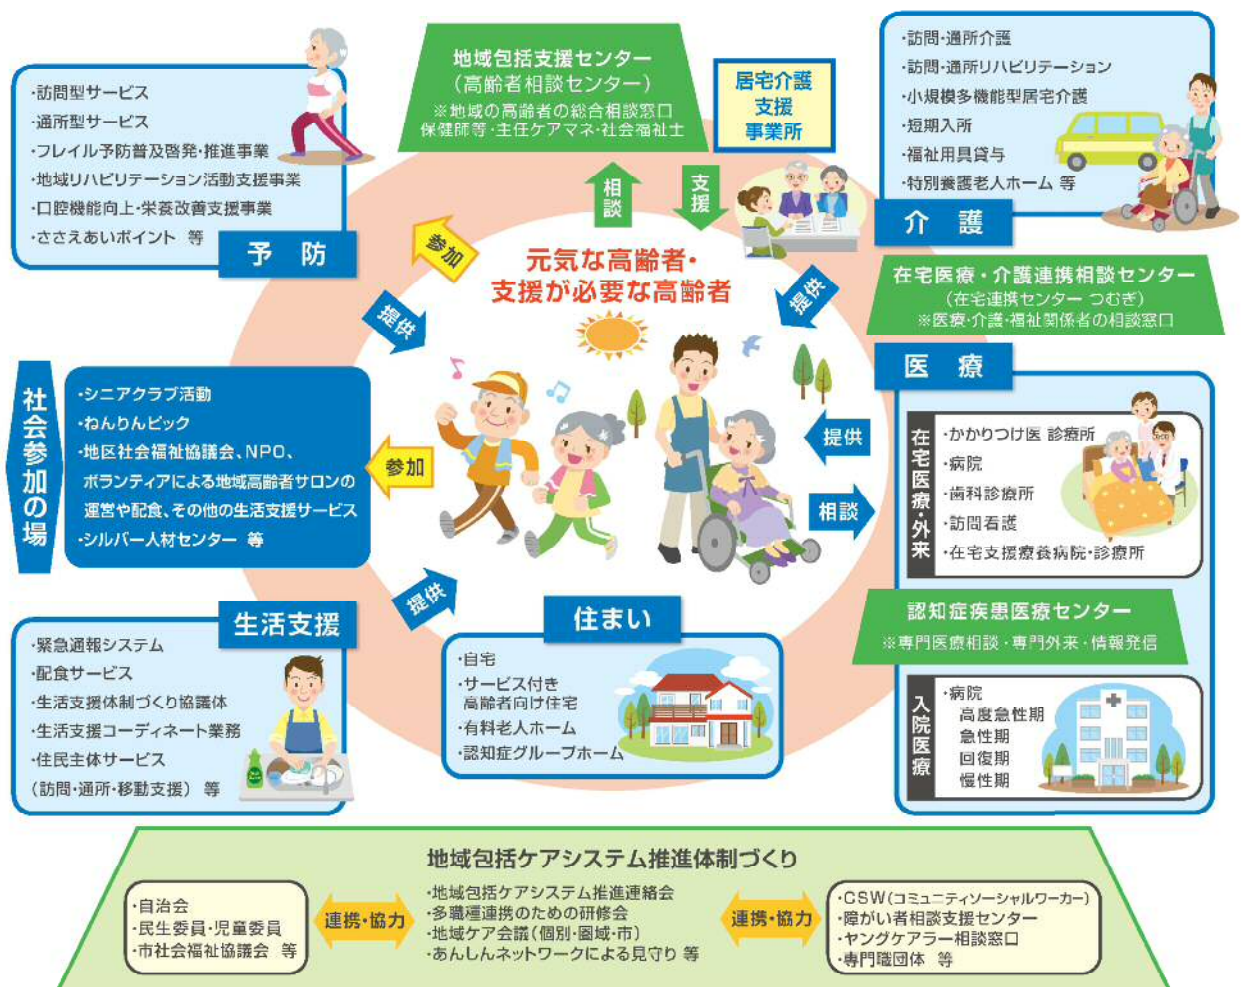 地域包括支援センター
(高齢者相談センター)
※地域の高齢者の総合相談窓口
保健師等・主任ケアマネ・社会福祉士
居宅介護
支援
事業所
・訪問・通所介護
・訪問・通所リハビリテーション
・小規模多機能型居宅介護
・短期入所
・福祉用具貸与
・特別養護老人ホーム 等
介 護
・訪問型サービス
・通所型サービス
・フレイル予防普及啓発・推進事業
・地域リハビリテーション活動支援事業
・口腔機能向上・栄養改善支援事業
・ささえあいポイント 等
予 防
相談
支援
参加
提供
提供
元気な高齢者・
支援が必要な高齢者
在宅医療・介護連携相談センター
(在宅連携センター つむぎ)
※医療・介護・福祉関係者の相談窓口
医 療
在宅医療・外来
・かかりつけ医 診療所
・病院
・歯科診療所
・訪問看護
・在宅支援療養病院・診療所
提供
相談
社会参加の場
・シニアクラブ活動
・ねんりんピック
・地区社会福祉協議会、NPO、
ボランティアによる地域高齢者サロンの
運営や配食、その他の生活支援サービス
・シルバー人材センター 等
参加
認知症疾患医療センター
※専門医療相談・専門外来・情報発信
入院医療
・病院
高度急性期
急性期
回復期
慢性期
生活支援
・緊急通報システム
・配食サービス
・生活支援体制づくり協議体
・生活支援コーディネート業務
・住民主体サービス
(訪問・通所・移動支援) 等
提供
住まい
・自宅
・サービス付き
高齢者向け住宅
・有料老人ホーム
・認知症グループホーム
地域包括ケアシステム推進体制づくり
・自治会
・民生委員・児童委員
・市社会福祉協議会 等
連携・協力
・地域包括ケアシステム推進連絡会
・多職種連携のための研修会
・地域ケア会議(個別・圏域・市)
・あんしんネットワークによる見守り 等
連携・協力
・CSW(コミュニティソーシャルワーカー)
・障がい者相談支援センター
・ヤングケアラー相談窓口
・専門職団体 等